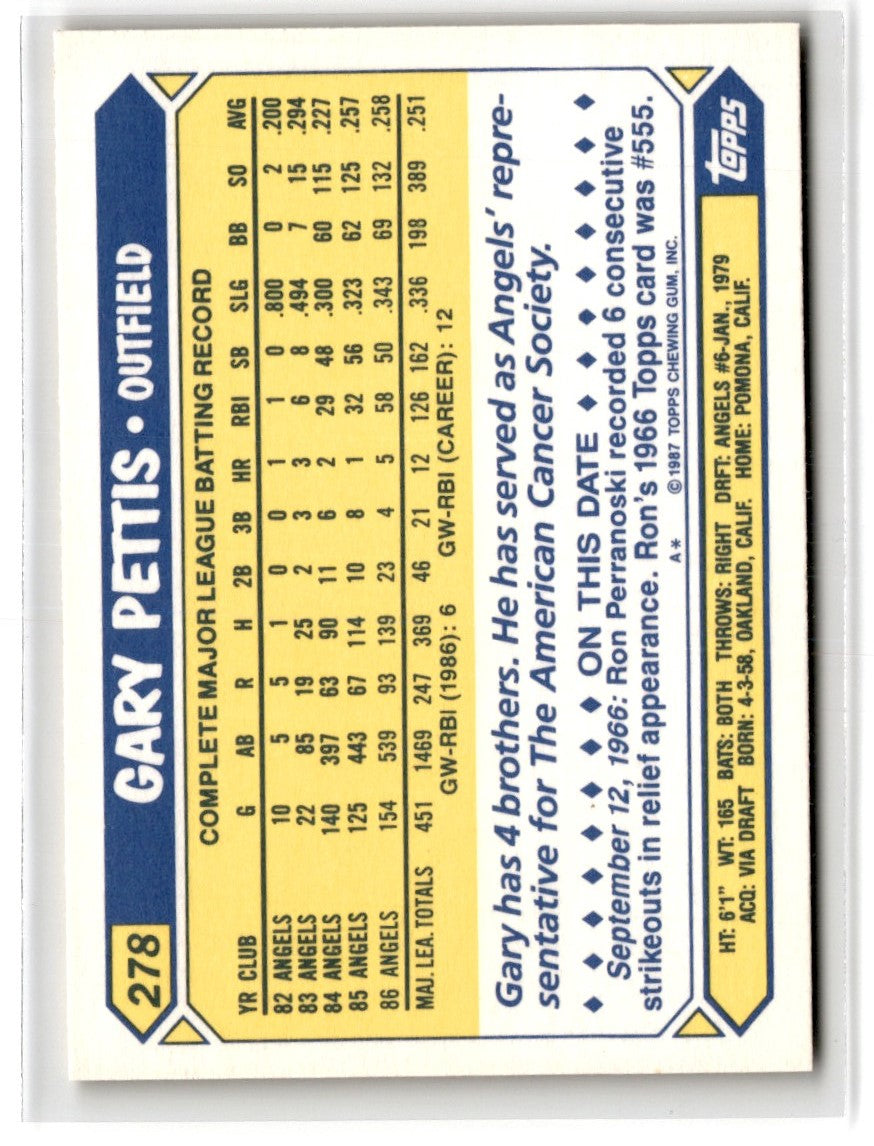 278 GARY PETTIS • OUTFIELD
COMPLETE MAJOR LEAGUE BATTING RECORD
YR CLUB G AB R H 2B 3B HR RBI SB SLG BB SO AVG
82 ANGELS 10 5 5 1 0 0 1 1 0 .800 0 2 .200
83 ANGELS 22 85 19 25 2 3 3 6 8 .494 7 15 .294
84 ANGELS 140 397 63 90 11 6 2 29 48 .300 60 115 .227
85 ANGELS 125 443 67 114 10 8 1 32 56 .323 62 125 .257
86 ANGELS 154 539 93 139 23 4 5 58 50 .343 69 132 .258
MAJ. LEA. TOTALS 451 1469 247 369 46 21 12 126 162 .336 198 389 .251
GW-RBI (1986): 6 GW-RBI (CAREER): 12
Gary has 4 brothers. He has served as Angels' repre-
sentative for The American Cancer Society.
♦ ♦ ♦ ♦ ♦ ♦ ♦ ♦ ON THIS DATE ♦ ♦ ♦ ♦ ♦ ♦ ♦ ♦
September 12, 1966: Ron Perranoski recorded 6 consecutive
strikeouts in relief appearance. Ron's 1966 Topps card was #555.
A* © 1987 TOPPS CHEWING GUM, INC.
HT: 6'1" WT: 165 BATS: BOTH THROWS: RIGHT DRFT: ANGELS #6-JAN., 1979
ACQ: VIA DRAFT BORN: 4-3-58, OAKLAND, CALIF. HOME: POMONA, CALIF.
topps